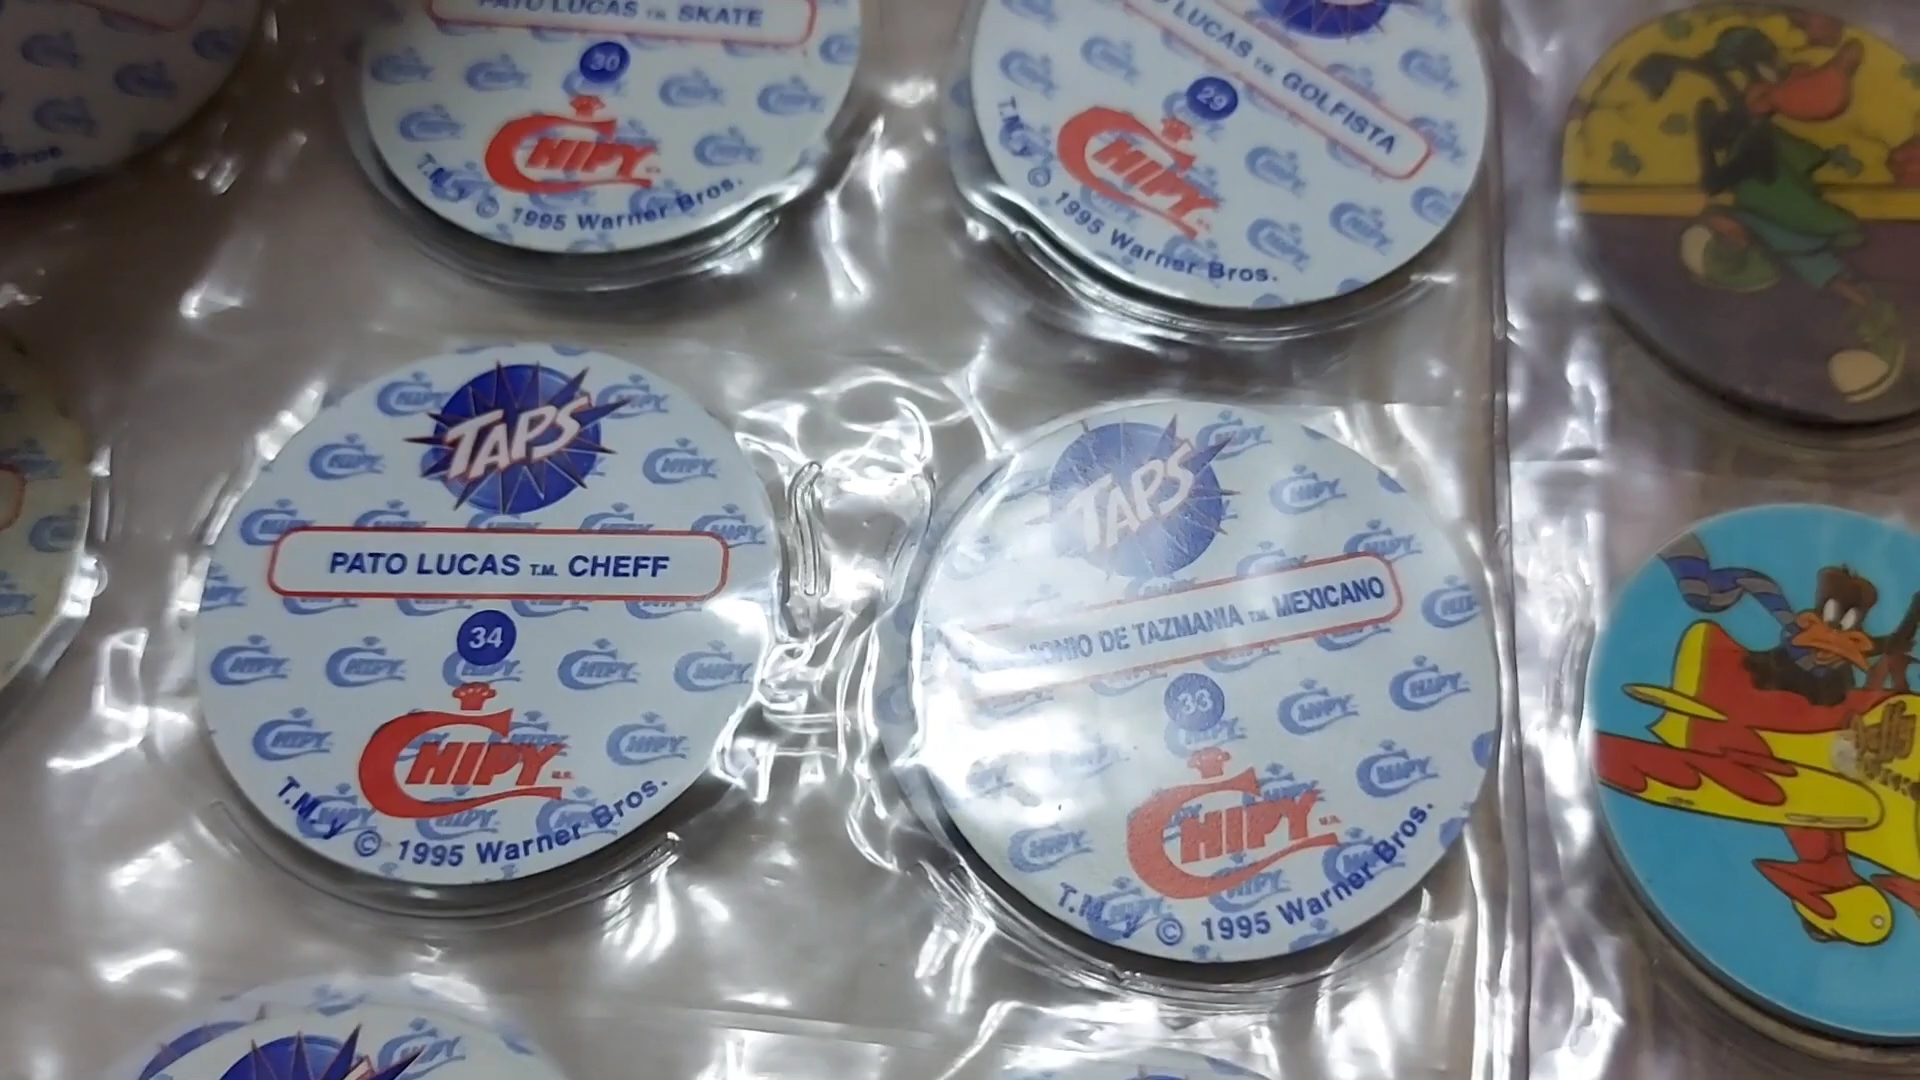 PATO LUCAS T.M. SKATE
30
CHIPY
T.M. y © 1995 Warner Bros.
LUCAS T.M. GOLFISTA
29
CHIPY
T.M. y © 1995 Warner Bros.
TAPS
PATO LUCAS T.M. CHEFF
34
CHIPY M.R.
T.M. y © 1995 Warner Bros.
TAPS
DE TAZMANIA T.M. MEXICANO
33
CHIPY M.R.
T.M. y © 1995 Warner Bros.